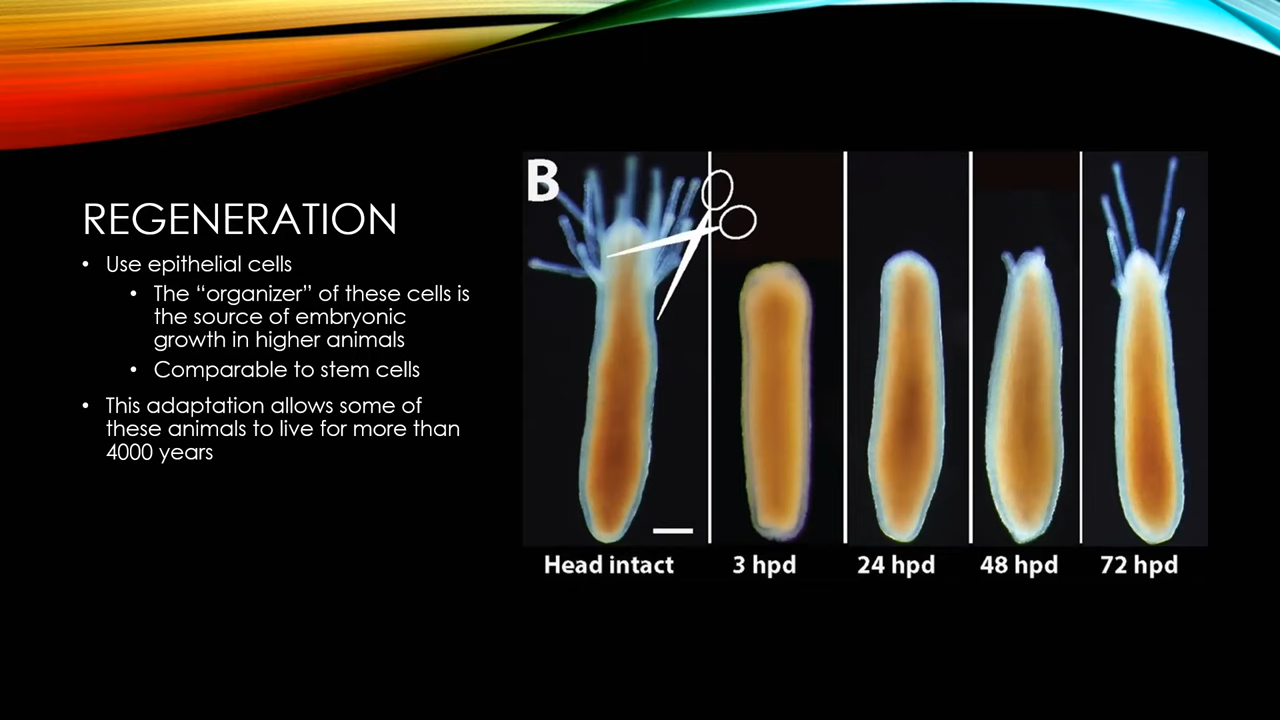 REGENERATION
• Use epithelial cells
• The “organizer” of these cells is
the source of embryonic
growth in higher animals
• Comparable to stem cells
• This adaptation allows some of
these animals to live for more than
4000 years
B
Head intact
3 hpd
24 hpd
48 hpd
72 hpd